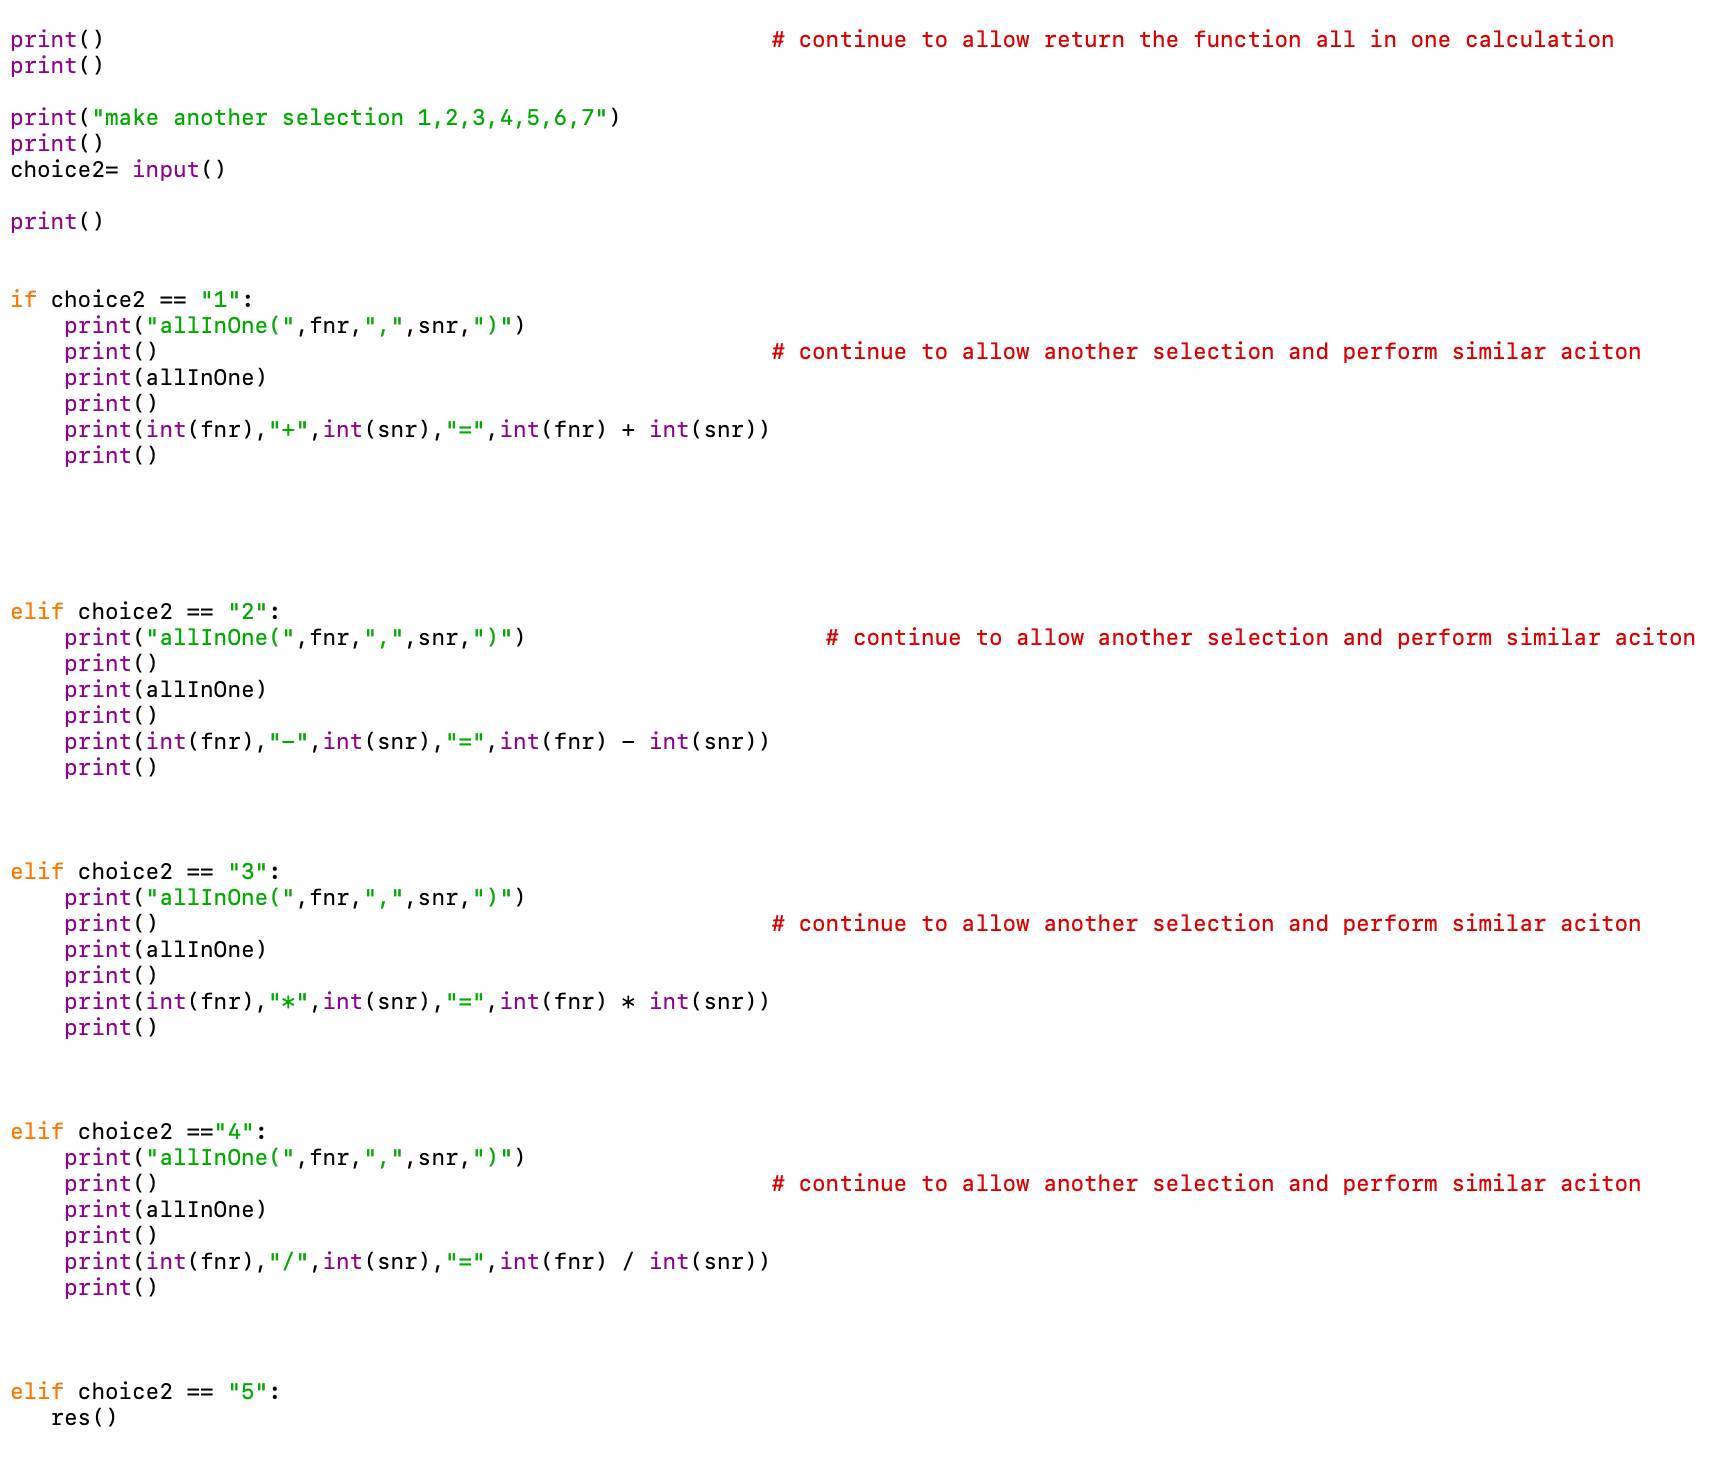 print() # continue to allow return the function all in one calculation
print()
print("make another selection 1,2,3,4,5,6,7")
print()
choice2= input()
print()
if choice2 == "1":
print("allInOne(",fnr,",",snr,")")
print() # continue to allow another selection and perform similar aciton
print(allInOne)
print()
print(int(fnr),"+",int(snr),"=",int(fnr) + int(snr))
print()
elif choice2 == "2":
print("allInOne(",fnr,",",snr,")") # continue to allow another selection and perform similar aciton
print()
print(allInOne)
print()
print(int(fnr),"-",int(snr),"=",int(fnr) - int(snr))
print()
elif choice2 == "3":
print("allInOne(",fnr,",",snr,")")
print() # continue to allow another selection and perform similar aciton
print(allInOne)
print()
print(int(fnr),"*",int(snr),"=",int(fnr) * int(snr))
print()
elif choice2 =="4":
print("allInOne(",fnr,",",snr,")")
print() # continue to allow another selection and perform similar aciton
print(allInOne)
print()
print(int(fnr),"/",int(snr),"=",int(fnr) / int(snr))
print()
elif choice2 == "5":
res()